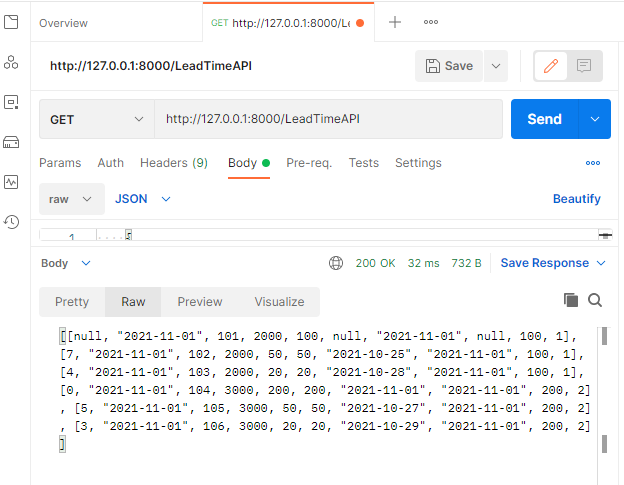 Overview
GET http://127.0.0.1:8000/Le
http://127.0.0.1:8000/LeadTimeAPI
Save
GET
http://127.0.0.1:8000/LeadTimeAPI
Send
Params Auth Headers (9) Body Pre-req. Tests Settings
raw JSON Beautify
1 [
Body 200 OK 32 ms 732 B Save Response
Pretty Raw Preview Visualize
[[null, "2021-11-01", 101, 2000, 100, null, "2021-11-01", null, 100, 1],
[7, "2021-11-01", 102, 2000, 50, 50, "2021-10-25", "2021-11-01", 100, 1],
[4, "2021-11-01", 103, 2000, 20, 20, "2021-10-28", "2021-11-01", 100, 1],
[0, "2021-11-01", 104, 3000, 200, 200, "2021-11-01", "2021-11-01", 200, 2]
, [5, "2021-11-01", 105, 3000, 50, 50, "2021-10-27", "2021-11-01", 200, 2]
, [3, "2021-11-01", 106, 3000, 20, 20, "2021-10-29", "2021-11-01", 200, 2]
]